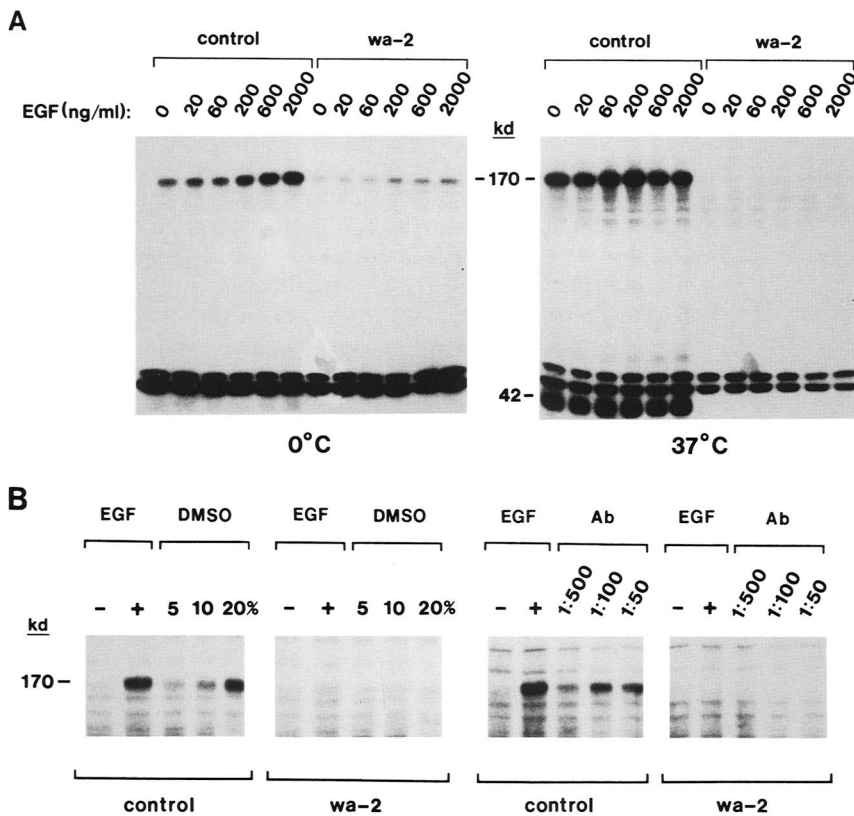 A
control wa-2 control wa-2
EGF(ng/ml): 0 20 60 200 600 2000 0 20 60 200 600 2000 kd 0 20 60 200 600 2000 0 20 60 200 600 2000
-170-
42-
0°C 37°C
B
EGF DMSO EGF DMSO EGF Ab EGF Ab
- + 5 10 20% - + 5 10 20% - + 1:500 1:100 1:50 - + 1:500 1:100 1:50
kd
170-
control wa-2 control wa-2